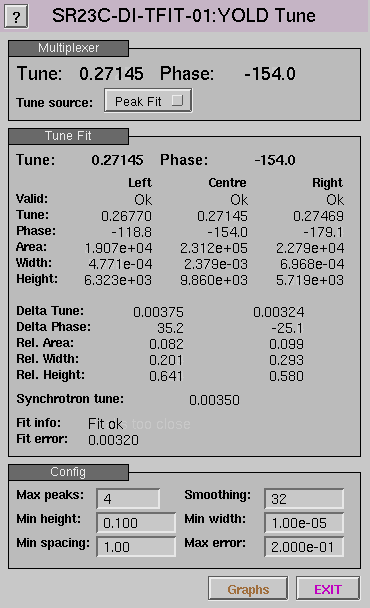 ? SR23C-DI-TFIT-01:YOLD Tune
Multiplexer
Tune: 0.27145 Phase: -154.0
Tune source: Peak Fit
Tune Fit
Tune: 0.27145 Phase: -154.0
Left Centre Right
Valid: Ok Ok Ok
Tune: 0.26770 0.27145 0.27469
Phase: -118.8 -154.0 -179.1
Area: 1.907e+04 2.312e+05 2.279e+04
Width: 4.771e-04 2.379e-03 6.968e-04
Height: 6.323e+03 9.860e+03 5.719e+03
Delta Tune: 0.00375 0.00324
Delta Phase: 35.2 -25.1
Rel. Area: 0.082 0.099
Rel. Width: 0.201 0.293
Rel. Height: 0.641 0.580
Synchrotron tune: 0.00350
Fit info: Fit ok too close
Fit error: 0.00320
Config
Max peaks: 4 Smoothing: 32
Min height: 0.100 Min width: 1.00e-05
Min spacing: 1.00 Max error: 2.000e-01
Graphs EXIT